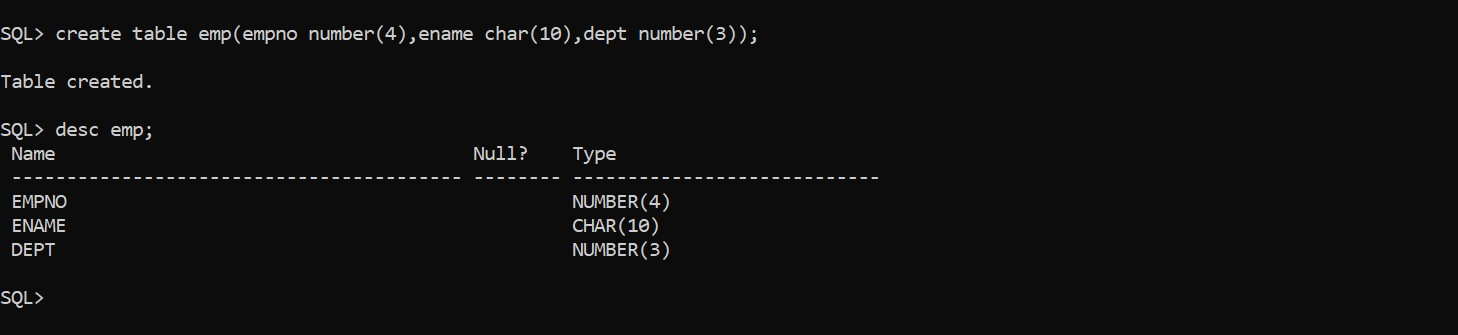 SQL> create table emp(empno number(4),ename char(10),dept number(3));
Table created.
SQL> desc emp;
Name Null? Type
----------------------------------------- -------- ----------------------------
EMPNO NUMBER(4)
ENAME CHAR(10)
DEPT NUMBER(3)
SQL>